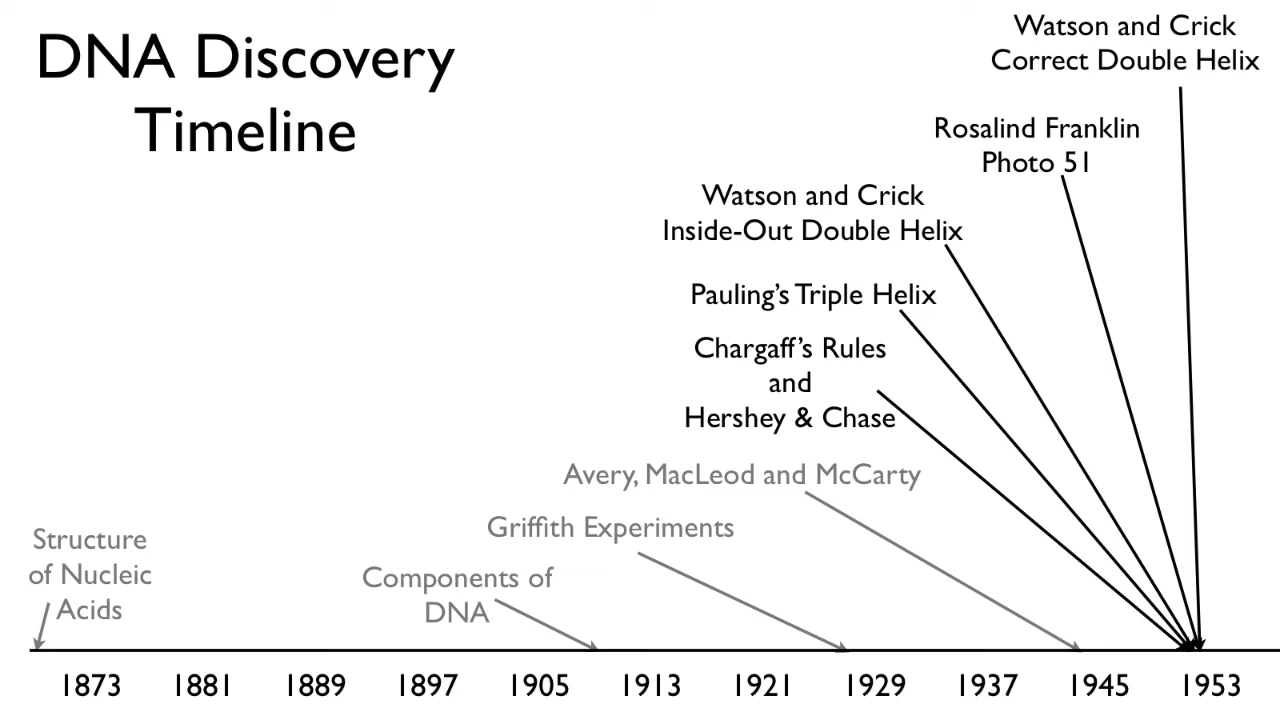 DNA Discovery
Timeline
Watson and Crick
Correct Double Helix
Rosalind Franklin
Photo 51
Watson and Crick
Inside-Out Double Helix
Pauling's Triple Helix
Chargaff's Rules
and
Hershey & Chase
Avery, MacLeod and McCarty
Griffith Experiments
Components of
DNA
Structure
of Nucleic
Acids
1873 1881 1889 1897 1905 1913 1921 1929 1937 1945 1953